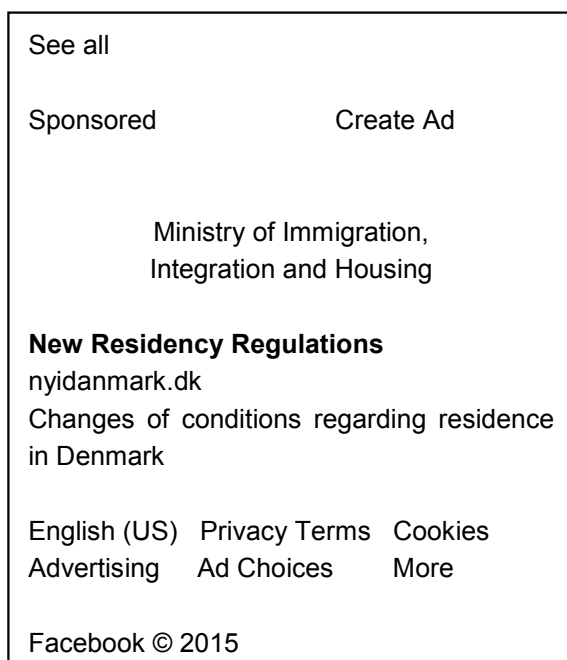 See all
Sponsored Create Ad
Ministry of Immigration,
Integration and Housing
New Residency Regulations
nyidanmark.dk
Changes of conditions regarding residence
in Denmark
English (US) Privacy Terms Cookies
Advertising Ad Choices More
Facebook © 2015